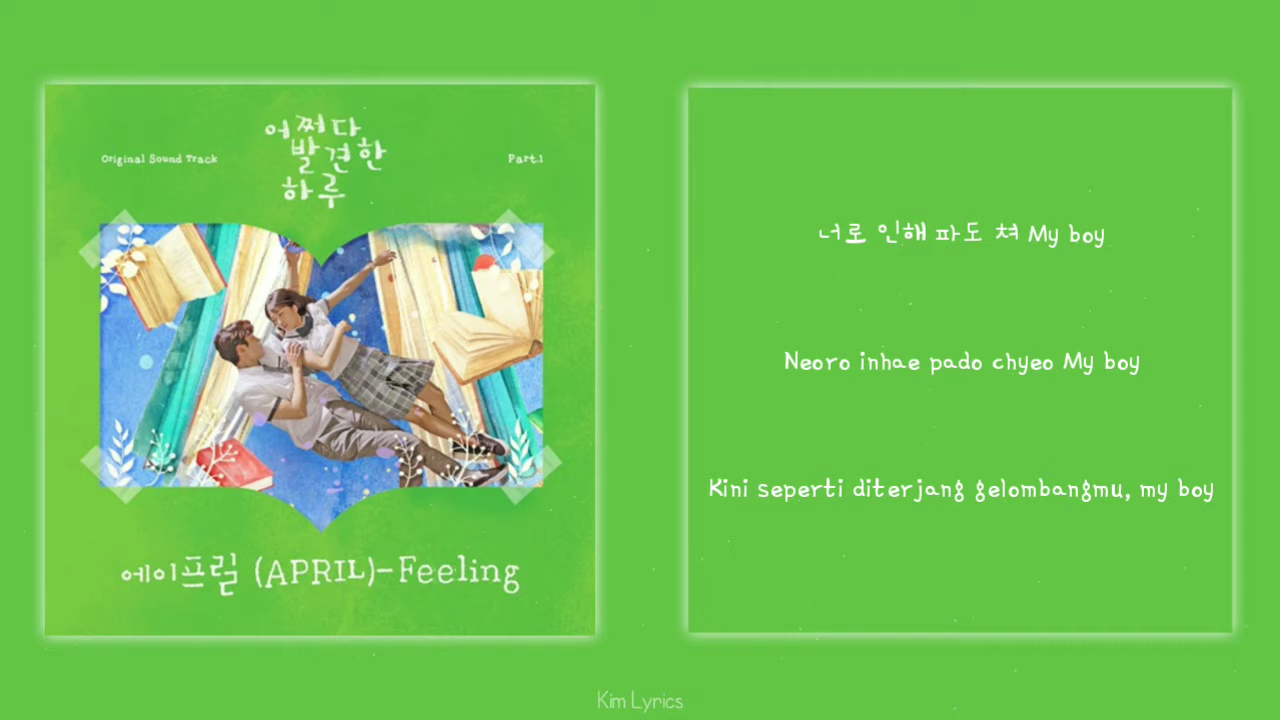 어쩌다
발견한
하루
Original Sound Track
Part.1
에이프릴 (APRIL)-Feeling
너로 인해 파도 쳐 My boy
Neoro inhae pado chyeo My boy
Kini seperti diterjang gelombangmu, my boy
Kim Lyrics